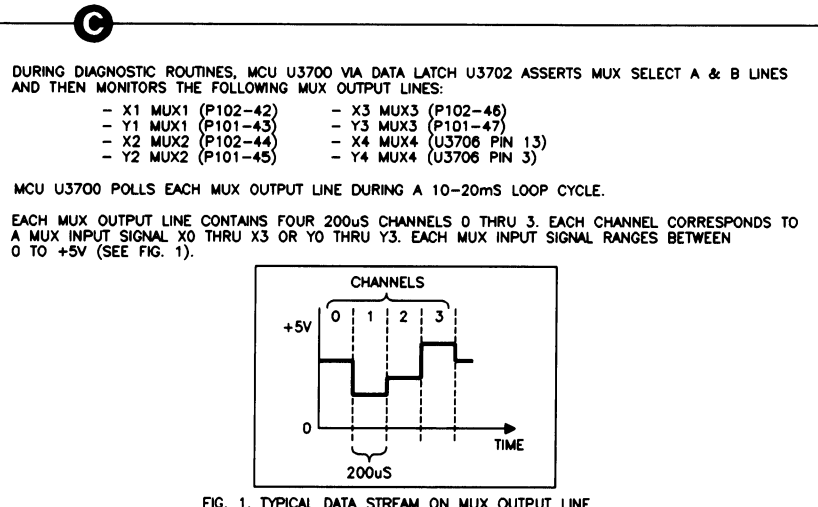 C
DURING DIAGNOSTIC ROUTINES, MCU U3700 VIA DATA LATCH U3702 ASSERTS MUX SELECT A & B LINES
AND THEN MONITORS THE FOLLOWING MUX OUTPUT LINES:
- X1 MUX1 (P102-42) - X3 MUX3 (P102-46)
- Y1 MUX1 (P101-43) - Y3 MUX3 (P101-47)
- X2 MUX2 (P102-44) - X4 MUX4 (U3706 PIN 13)
- Y2 MUX2 (P101-45) - Y4 MUX4 (U3706 PIN 3)
MCU U3700 POLLS EACH MUX OUTPUT LINE DURING A 10-20mS LOOP CYCLE.
EACH MUX OUTPUT LINE CONTAINS FOUR 200uS CHANNELS 0 THRU 3. EACH CHANNEL CORRESPONDS TO
A MUX INPUT SIGNAL X0 THRU X3 OR Y0 THRU Y3. EACH MUX INPUT SIGNAL RANGES BETWEEN
0 TO +5V (SEE FIG. 1).
CHANNELS
0 1 2 3
+5V
0
TIME
200uS
FIG. 1. TYPICAL DATA STREAM ON MUX OUTPUT LINE